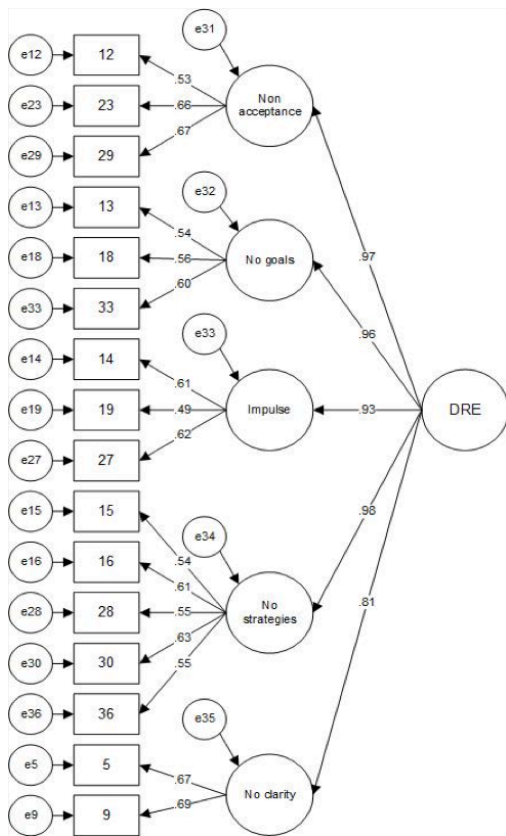 e31
e12
12
.53
Non
acceptance
e23
23
.66
e29
29
.67
e13
13
e32
.54
e18
18
.56
No goals
.97
e33
33
.60
.96
e14
14
e33
.61
e19
19
.49
Impulse
.93
DRE
e27
27
.62
e15
15
e34
.98
.54
e16
16
.61
No
strategies
e28
28
.55
.81
e30
30
.63
e36
36
.55
e35
e5
5
.67
No clarity
e9
9
.69